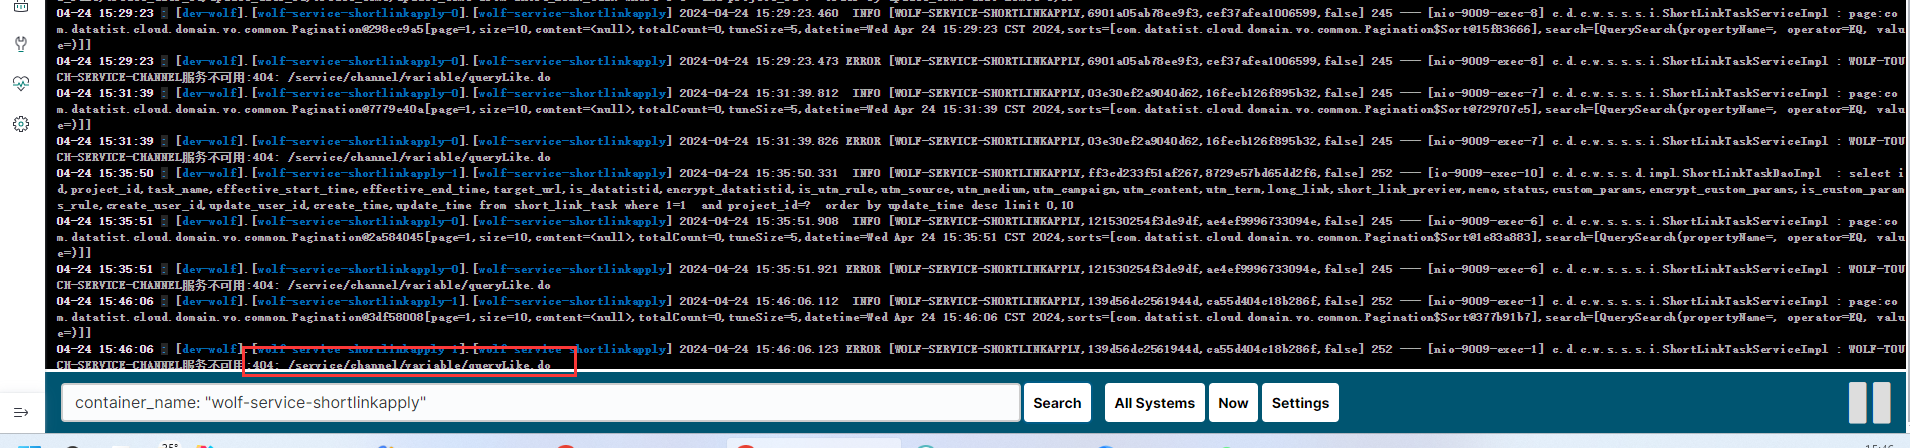 04-24 15:29:23 : [dev-wolf].[wolf-service-shortlinkapply-0].[wolf-service-shortlinkapply] 2024-04-24 15:29:23.460  INFO [WOLF-SERVICE-SHORTLINKAPPLY,6901a05ab78ee9f3,cef37afea1006599,false] 245 --- [nio-9009-exec-8] c.d.c.w.s.s.s.i.ShortLinkTaskServiceImpl : page:co
m.datatist.cloud.domain.vo.common.Pagination@298ec9a5[page=1,size=10,content=<null>,totalCount=0,tuneSize=5,datetime=Wed Apr 24 15:29:23 CST 2024,sorts=[com.datatist.cloud.domain.vo.common.Pagination$Sort@15f83666],search=[QuerySearch(propertyName=, operator=EQ, valu
e=)]]
04-24 15:29:23 : [dev-wolf].[wolf-service-shortlinkapply-0].[wolf-service-shortlinkapply] 2024-04-24 15:29:23.473 ERROR [WOLF-SERVICE-SHORTLINKAPPLY,6901a05ab78ee9f3,cef37afea1006599,false] 245 --- [nio-9009-exec-8] c.d.c.w.s.s.s.i.ShortLinkTaskServiceImpl : WOLF-TOU
CH-SERVICE-CHANNEL服务不可用:404: /service/channel/variable/queryLike.do
04-24 15:31:39 : [dev-wolf].[wolf-service-shortlinkapply-0].[wolf-service-shortlinkapply] 2024-04-24 15:31:39.812  INFO [WOLF-SERVICE-SHORTLINKAPPLY,03e30ef2a9040d62,16fecb126f895b32,false] 245 --- [nio-9009-exec-7] c.d.c.w.s.s.s.i.ShortLinkTaskServiceImpl : page:co
m.datatist.cloud.domain.vo.common.Pagination@7779e40a[page=1,size=10,content=<null>,totalCount=0,tuneSize=5,datetime=Wed Apr 24 15:31:39 CST 2024,sorts=[com.datatist.cloud.domain.vo.common.Pagination$Sort@729707c5],search=[QuerySearch(propertyName=, operator=EQ, valu
e=)]]
04-24 15:31:39 : [dev-wolf].[wolf-service-shortlinkapply-0].[wolf-service-shortlinkapply] 2024-04-24 15:31:39.826 ERROR [WOLF-SERVICE-SHORTLINKAPPLY,03e30ef2a9040d62,16fecb126f895b32,false] 245 --- [nio-9009-exec-7] c.d.c.w.s.s.s.i.ShortLinkTaskServiceImpl : WOLF-TOU
CH-SERVICE-CHANNEL服务不可用:404: /service/channel/variable/queryLike.do
04-24 15:35:50 : [dev-wolf].[wolf-service-shortlinkapply-1].[wolf-service-shortlinkapply] 2024-04-24 15:35:50.331  INFO [WOLF-SERVICE-SHORTLINKAPPLY,ff3cd233f51af267,8729e57bd65dd2f6,false] 252 --- [io-9009-exec-10] c.d.c.w.s.s.d.impl.ShortLinkTaskDaoImpl  : select i
d,project_id,task_name,effective_start_time,effective_end_time,target_url,is_datatistid,encrypt_datatistid,is_utm_rule,utm_source,utm_medium,utm_campaign,utm_content,utm_term,long_link,short_link_preview,memo,status,custom_params,encrypt_custom_params,is_custom_param
s_rule,create_user_id,update_user_id,create_time,update_time from short_link_task where 1=1  and project_id=?  order by update_time desc limit 0,10
04-24 15:35:51 : [dev-wolf].[wolf-service-shortlinkapply-0].[wolf-service-shortlinkapply] 2024-04-24 15:35:51.908  INFO [WOLF-SERVICE-SHORTLINKAPPLY,121530254f3de9df,ae4ef9996733094e,false] 245 --- [nio-9009-exec-6] c.d.c.w.s.s.s.i.ShortLinkTaskServiceImpl : page:co
m.datatist.cloud.domain.vo.common.Pagination@2a584045[page=1,size=10,content=<null>,totalCount=0,tuneSize=5,datetime=Wed Apr 24 15:35:51 CST 2024,sorts=[com.datatist.cloud.domain.vo.common.Pagination$Sort@1e83a883],search=[QuerySearch(propertyName=, operator=EQ, valu
e=)]]
04-24 15:35:51 : [dev-wolf].[wolf-service-shortlinkapply-0].[wolf-service-shortlinkapply] 2024-04-24 15:35:51.921 ERROR [WOLF-SERVICE-SHORTLINKAPPLY,121530254f3de9df,ae4ef9996733094e,false] 245 --- [nio-9009-exec-6] c.d.c.w.s.s.s.i.ShortLinkTaskServiceImpl : WOLF-TOU
CH-SERVICE-CHANNEL服务不可用:404: /service/channel/variable/queryLike.do
04-24 15:46:06 : [dev-wolf].[wolf-service-shortlinkapply-1].[wolf-service-shortlinkapply] 2024-04-24 15:46:06.112  INFO [WOLF-SERVICE-SHORTLINKAPPLY,139d56dc2561944d,ca55d404c18b286f,false] 252 --- [nio-9009-exec-1] c.d.c.w.s.s.s.i.ShortLinkTaskServiceImpl : page:co
m.datatist.cloud.domain.vo.common.Pagination@3df58008[page=1,size=10,content=<null>,totalCount=0,tuneSize=5,datetime=Wed Apr 24 15:46:06 CST 2024,sorts=[com.datatist.cloud.domain.vo.common.Pagination$Sort@377b91b7],search=[QuerySearch(propertyName=, operator=EQ, valu
e=)]]
04-24 15:46:06 : [dev-wolf].[wolf-service-shortlinkapply-1].[wolf-service-shortlinkapply] 2024-04-24 15:46:06.123 ERROR [WOLF-SERVICE-SHORTLINKAPPLY,139d56dc2561944d,ca55d404c18b286f,false] 252 --- [nio-9009-exec-1] c.d.c.w.s.s.s.i.ShortLinkTaskServiceImpl : WOLF-TOU
CH-SERVICE-CHANNEL服务不可用:404: /service/channel/variable/queryLike.do
container_name: "wolf-service-shortlinkapply" Search All Systems Now Settings